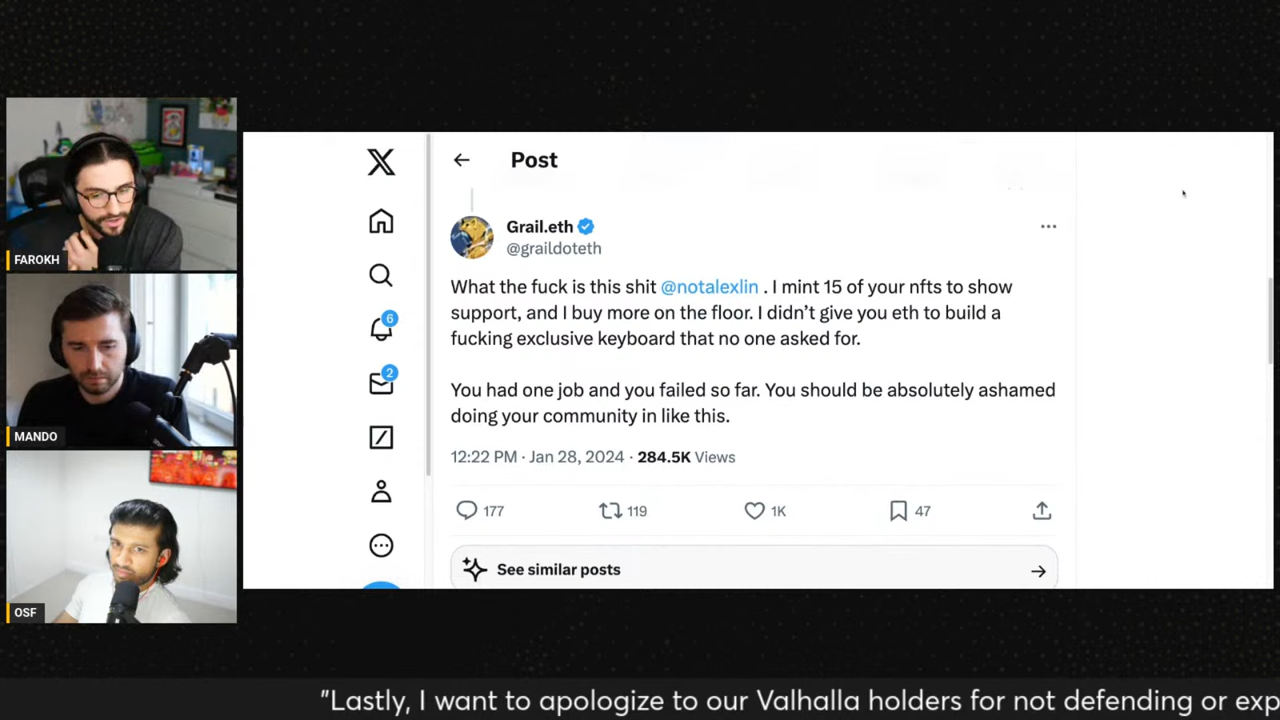 FAROKH
MANDO
OSF
Post
Grail.eth
@graildoteth
What the fuck is this shit @notalexlin . I mint 15 of your nfts to show
support, and I buy more on the floor. I didn’t give you eth to build a
fucking exclusive keyboard that no one asked for.
You had one job and you failed so far. You should be absolutely ashamed
doing your community in like this.
12:22 PM · Jan 28, 2024 · 284.5K Views
177 119 1K 47
See similar posts
6
2
"Lastly, I want to apologize to our Valhalla holders for not defending or exp